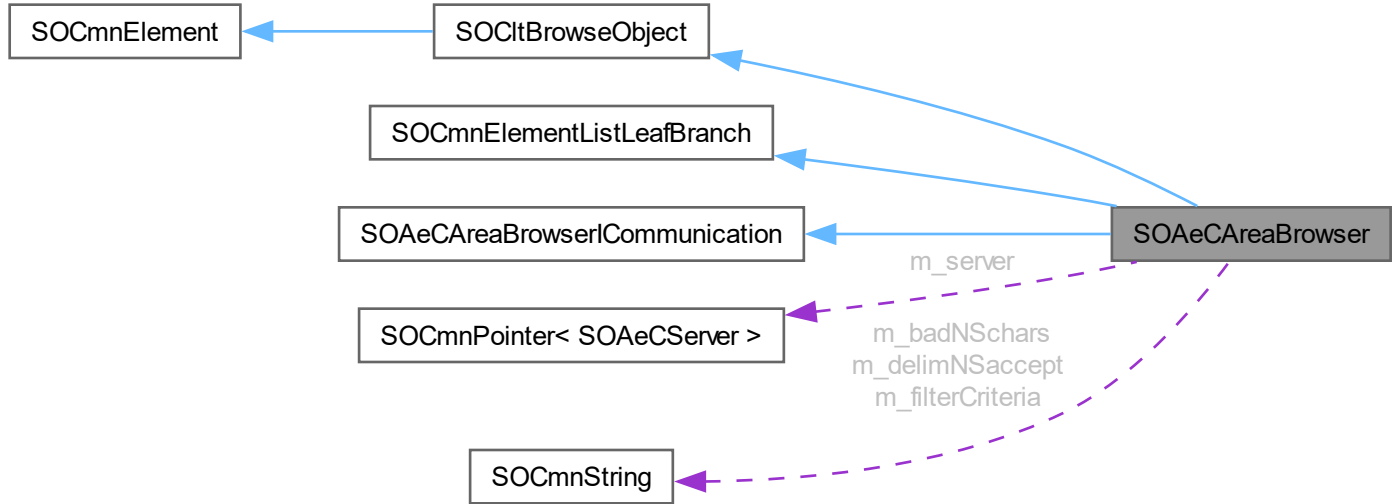 SOCmnElement
SOCltBrowseObject
SOCmnElementListLeafBranch
SOAeCAreaBrowserICommunication
SOAeCAreaBrowser
m_server
SOCmnPointer< SOAeCServer >
m_badNSchars
m_delimNSaccept
m_filterCriteria
SOCmnString